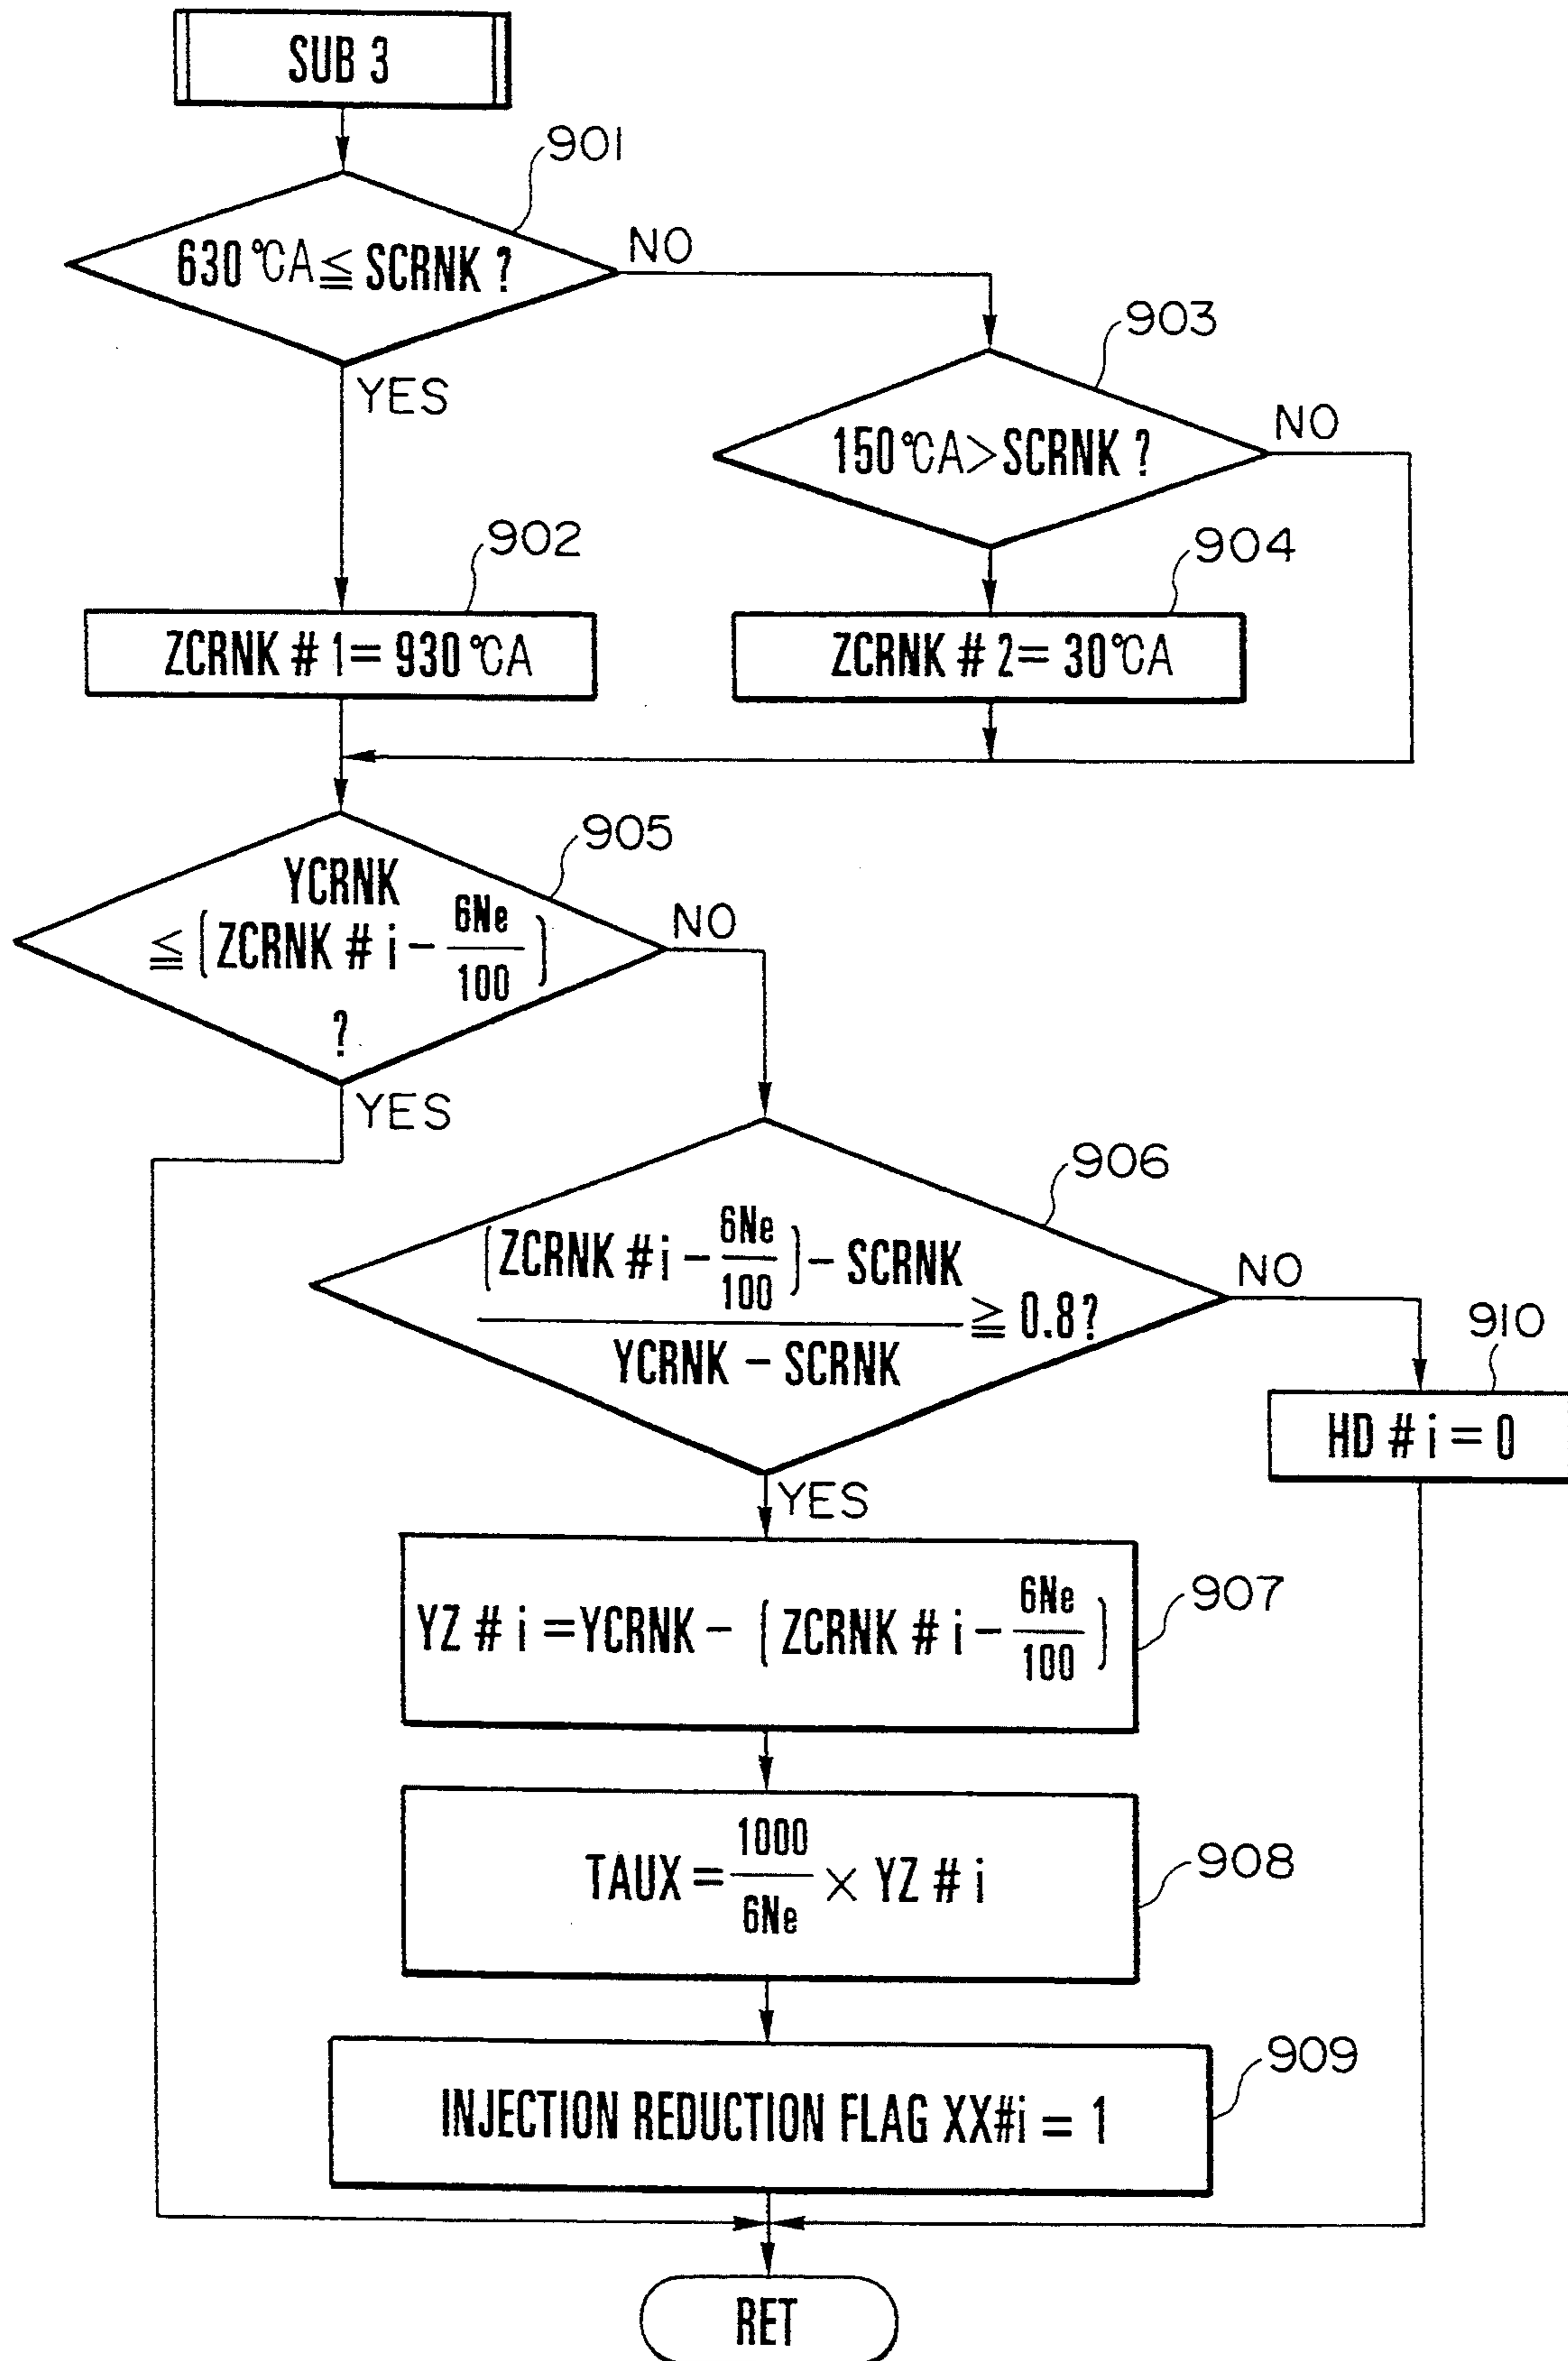 SUB 3
901
630℃A≦SCRNK ?
NO
YES
903
150℃A>SCRNK ?
NO
902
ZCRNK # 1= 930℃A
904
ZCRNK # 2= 30℃A
905
YCRNK
≦ (ZCRNK # i - 6Ne/100)
?
NO
YES
906
(ZCRNK #i - 6Ne/100) - SCRNK
≧ 0.8?
YCRNK - SCRNK
NO
YES
910
HD # i = 0
907
YZ # i =YCRNK - (ZCRNK # i - 6Ne/100)
908
TAUX = 1000/6Ne × YZ # i
909
INJECTION REDUCTION FLAG XX#i = 1
RET